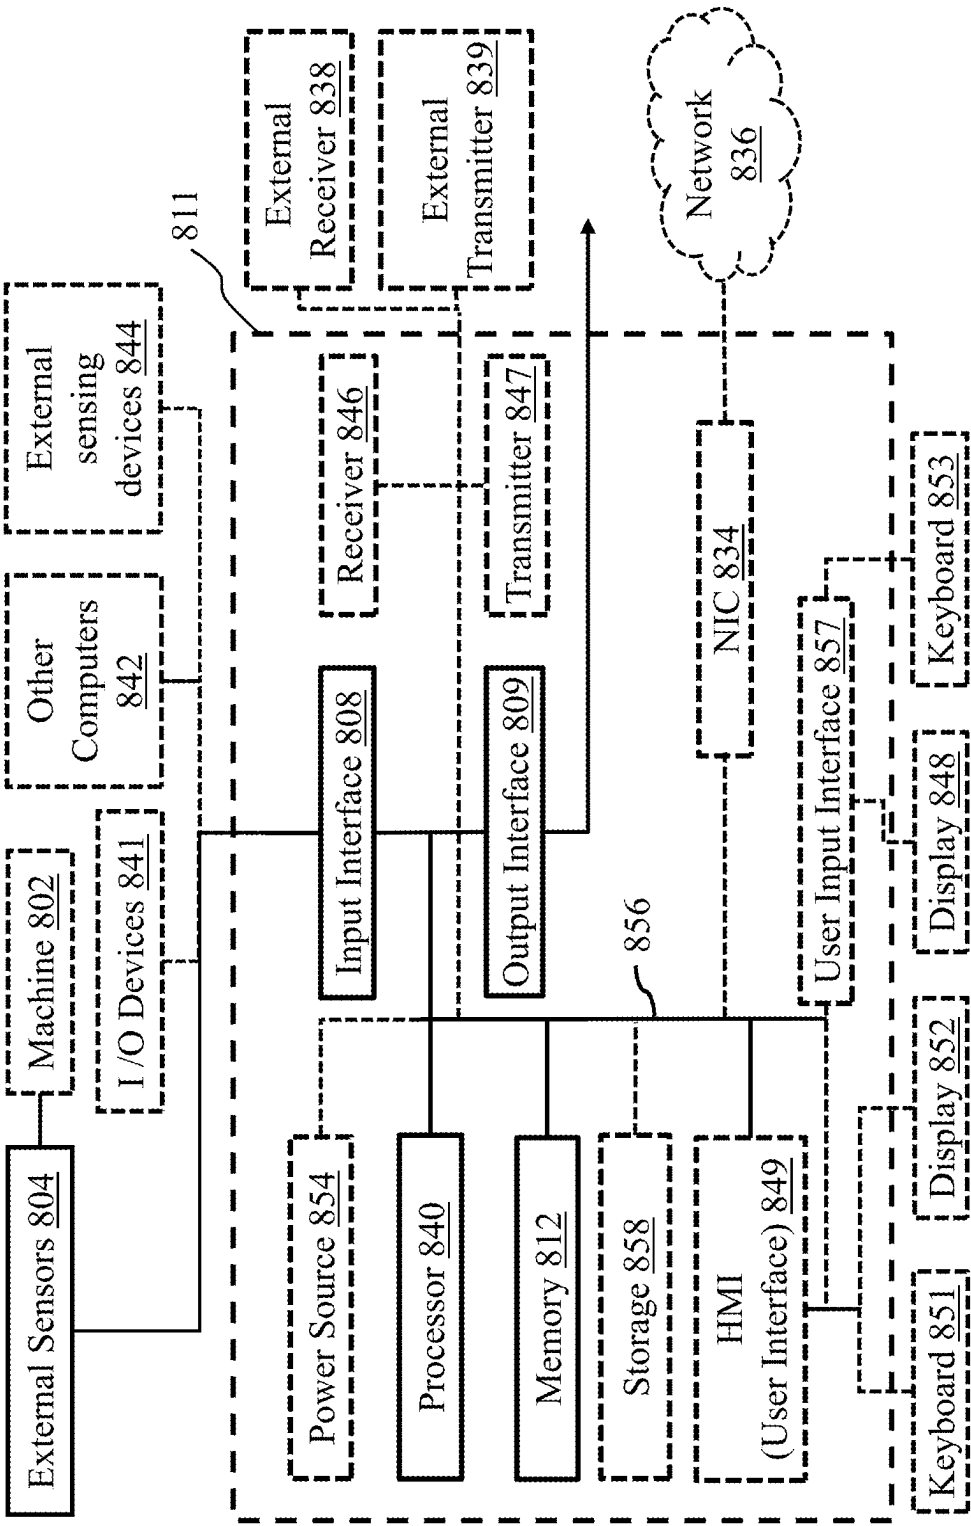 External Sensors 804
Machine 802
I /O Devices 841
Other
Computers
842
External
sensing
devices 844
811
Power Source 854
Processor 840
Memory 812
Storage 858
HMI
(User Interface) 849
Input Interface 808
Output Interface 809
856
Receiver 846
Transmitter 847
NIC 834
User Input Interface 857
External
Receiver 838
External
Transmitter 839
Network
836
Keyboard 851
Display 852
Display 848
Keyboard 853